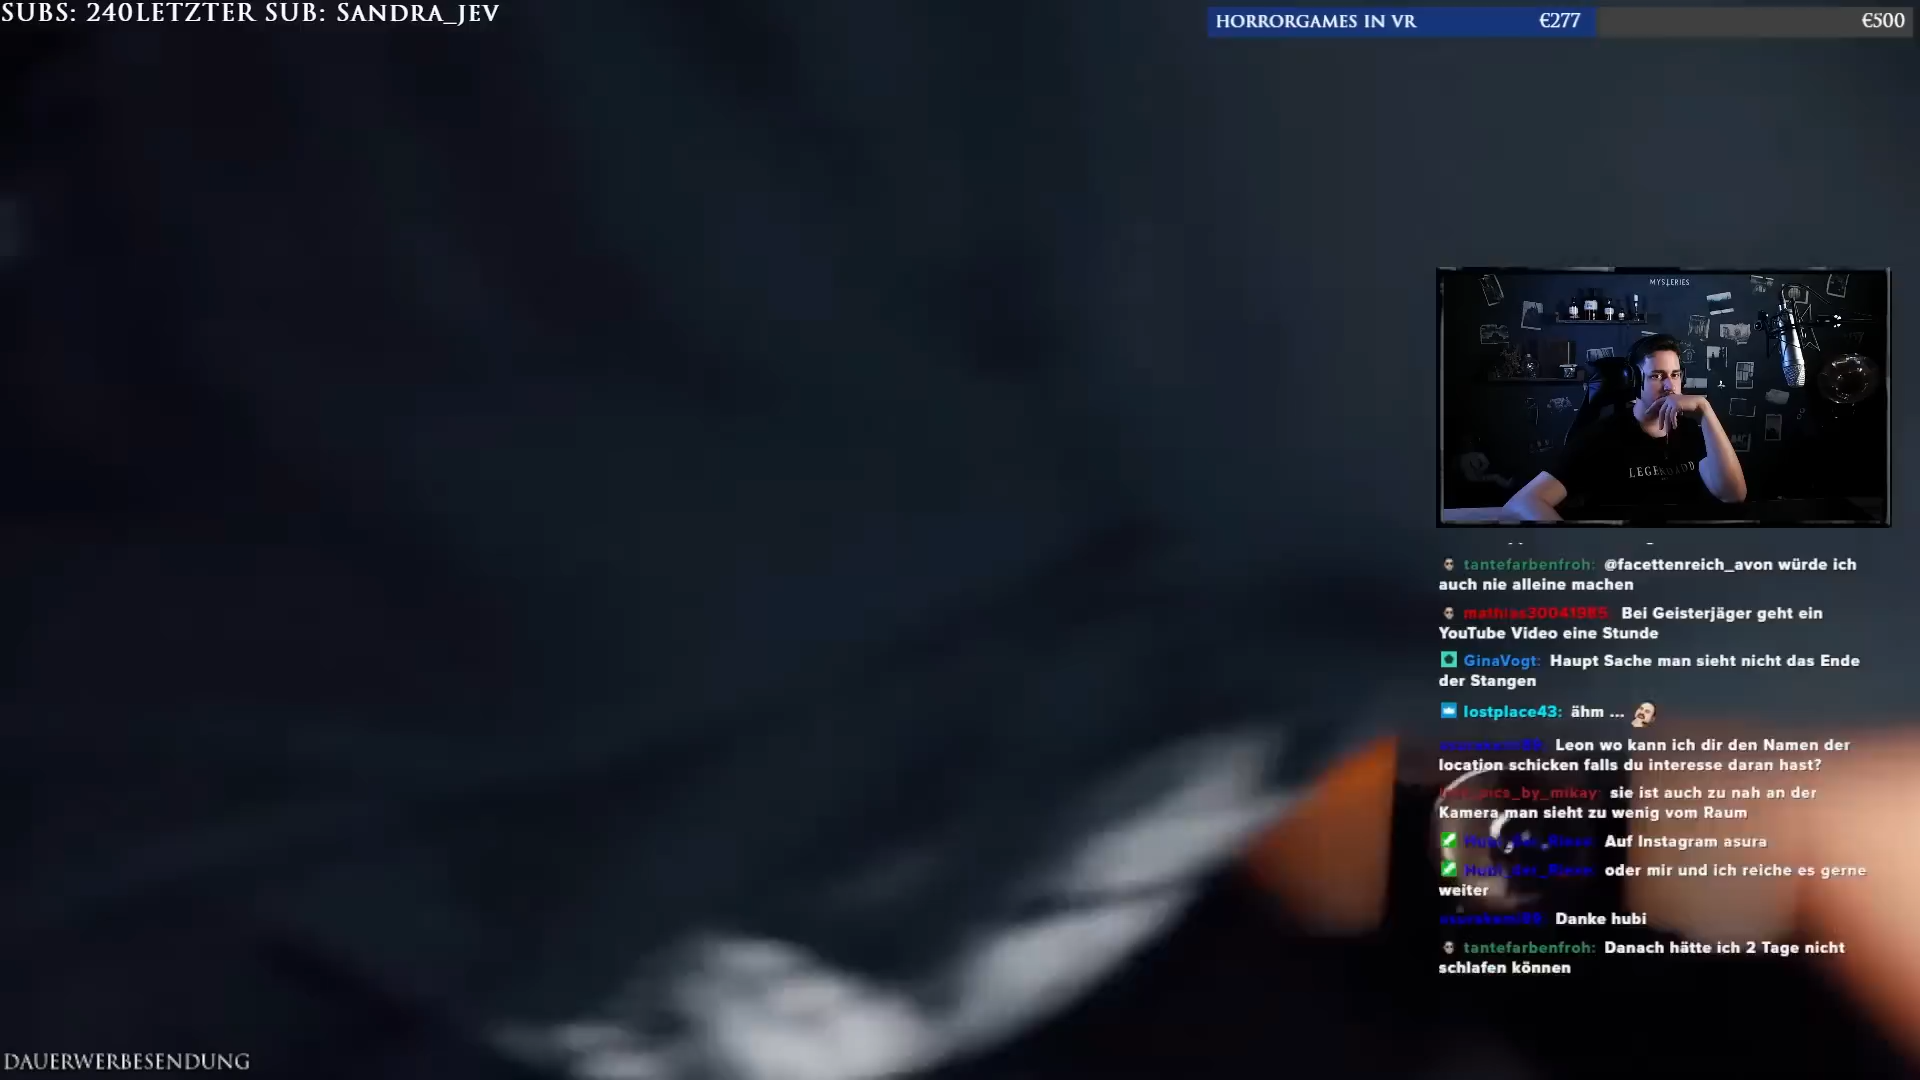 SUBS: 240LETZTER SUB: SANDRA_JEV
HORRORGAMES IN VR €277 €500
MYSTERIES
tantefarbenfroh: @facettenreich_avon würde ich
auch nie alleine machen
mathias30041985: Bei Geisterjäger geht ein
YouTube Video eine Stunde
GinaVogt: Haupt Sache man sieht nicht das Ende
der Stangen
lostplace43: ähm ...
Leon wo kann ich dir den Namen der
location schicken falls du interesse daran hast?
sie ist auch zu nah an der
Kamera man sieht zu wenig vom Raum
Auf Instagram asura
Hubi_der_Riese: oder mir und ich reiche es gerne
weiter
Danke hubi
tantefarbenfroh: Danach hätte ich 2 Tage nicht
schlafen können
DAUERWERBESENDUNG